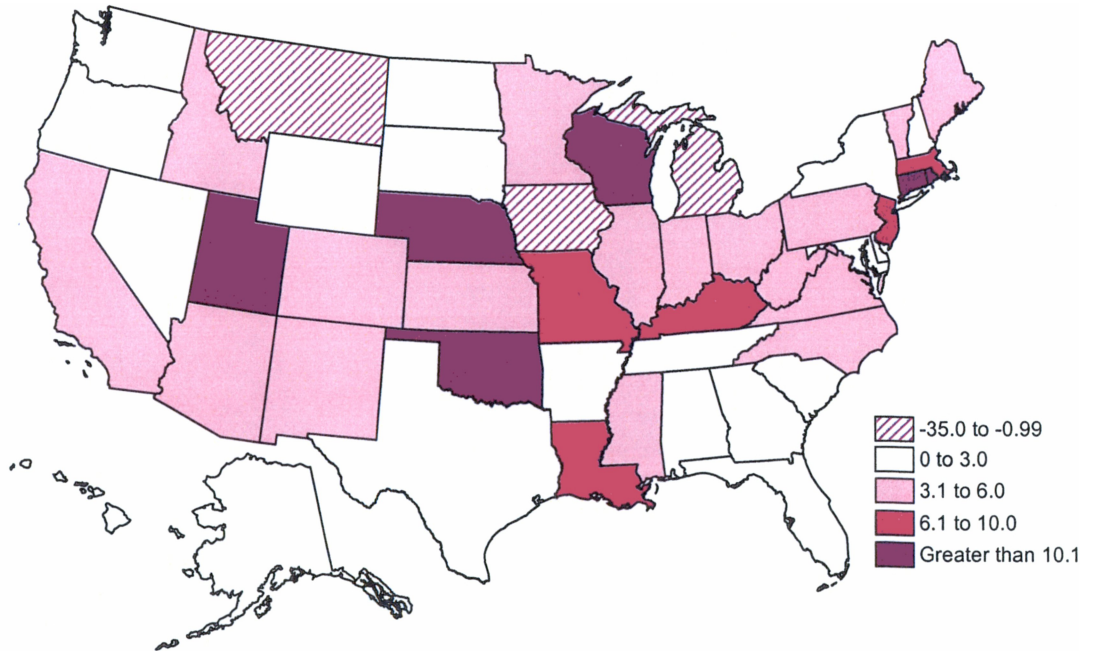 -35.0 to -0.99
0 to 3.0
3.1 to 6.0
6.1 to 10.0
Greater than 10.1